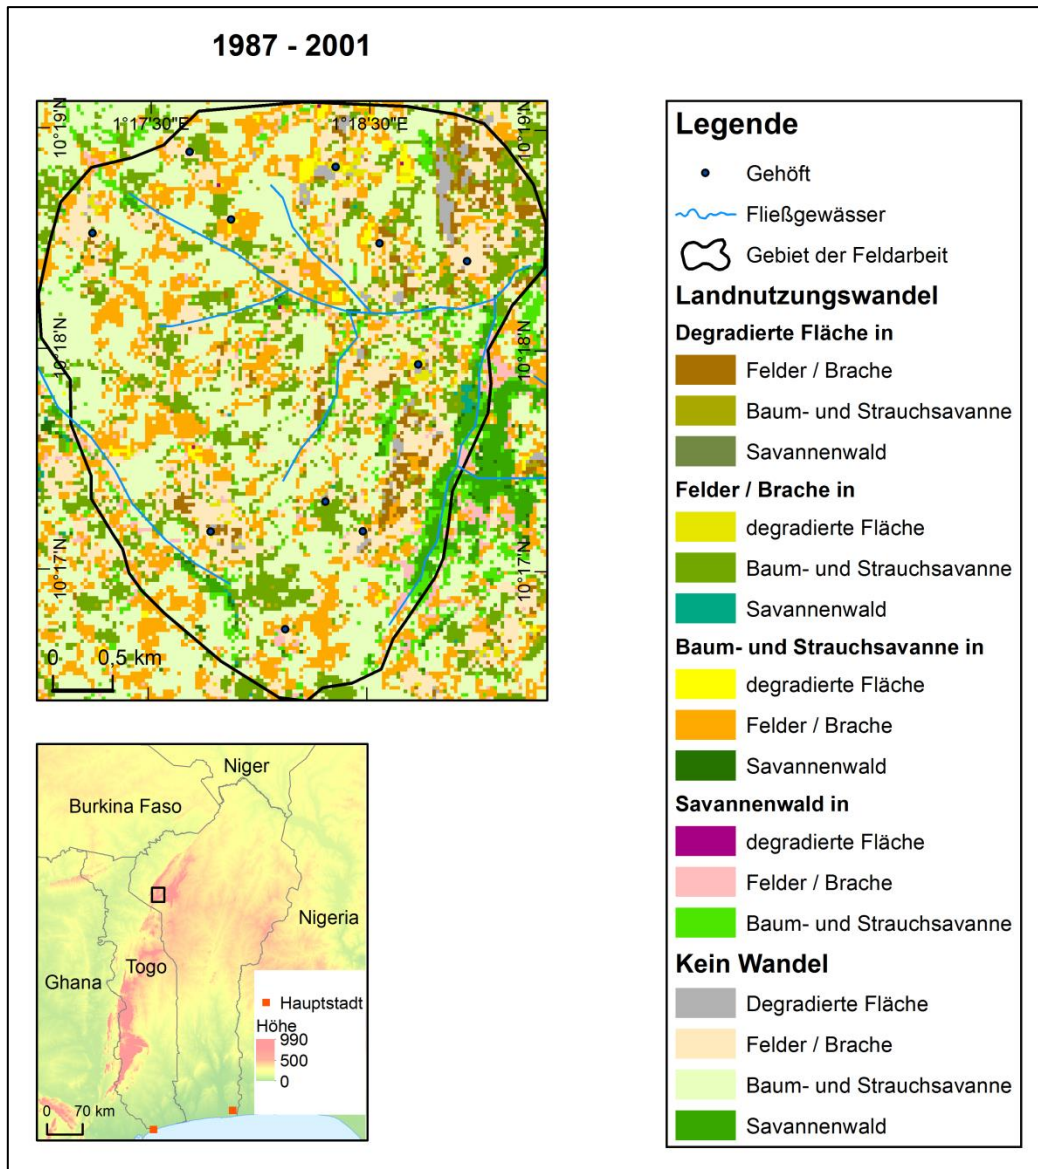 1987 - 2001
1°17'30"E
1°18'30"E
10°19'N
10°19'N
10°18'N
10°18'N
10°17'N
10°17'N
0 0,5 km
Legende
Gehöft
Fließgewässer
Gebiet der Feldarbeit
Landnutzungswandel
Degradierte Fläche in
Felder / Brache
Baum- und Strauchsavanne
Savannenwald
Felder / Brache in
degradierte Fläche
Baum- und Strauchsavanne
Savannenwald
Baum- und Strauchsavanne in
degradierte Fläche
Felder / Brache
Savannenwald
Savannenwald in
degradierte Fläche
Felder / Brache
Baum- und Strauchsavanne
Kein Wandel
Degradierte Fläche
Felder / Brache
Baum- und Strauchsavanne
Savannenwald
Niger
Burkina Faso
Nigeria
Togo
Ghana
Hauptstadt
Höhe
990
500
0
0 70 km